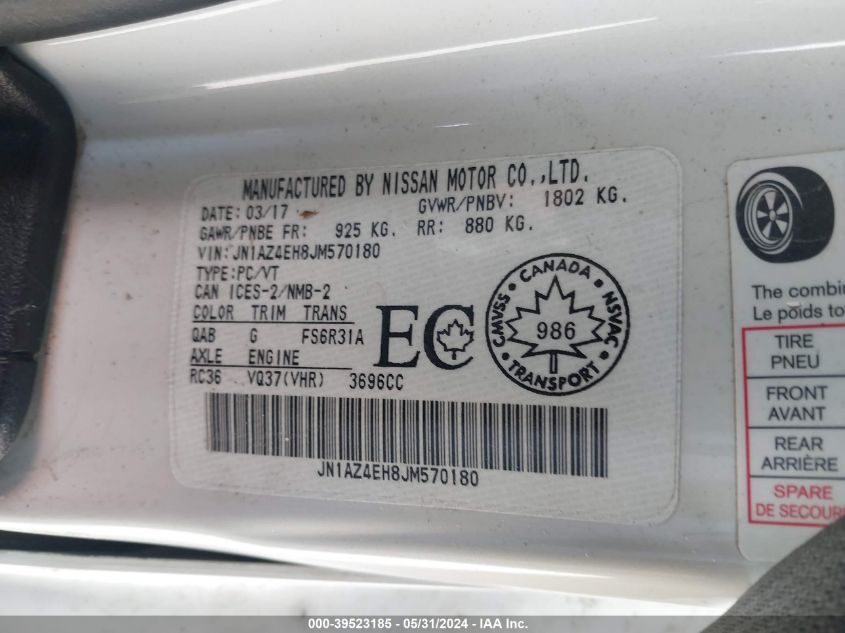 MANUFACTURED BY NISSAN MOTOR CO.,LTD.
DATE: 03/17 GVWR/PNBV: 1802 KG.
GAWR/PNBE FR: 925 KG. RR: 880 KG.
VIN: JN1AZ4EH8JM570180
TYPE: PC/VT
CAN ICES-2/NMB-2
COLOR TRIM TRANS
QAB G FS6R31A
AXLE ENGINE
RC36 VQ37(VHR) 3696CC
EC
CANADA
CMVSS
NSVAC
986
TRANSPORT
JN1AZ4EH8JM570180
The combin
Le poids to
TIRE
PNEU
FRONT
AVANT
REAR
ARRIÈRE
SPARE
DE SECOURS
000-39523185 - 05/31/2024 - IAA Inc.